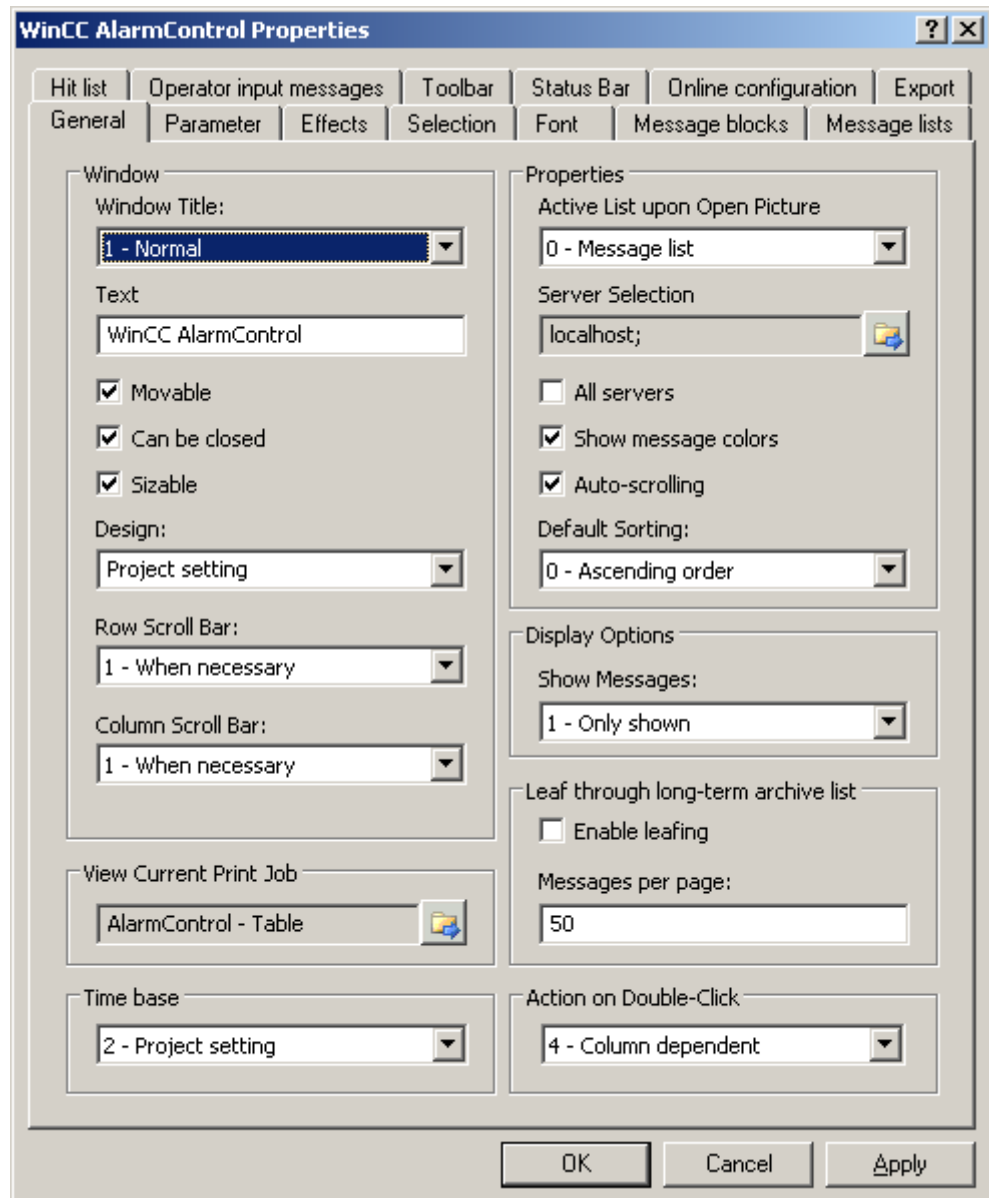 WinCC AlarmControl Properties
Hit list
Operator input messages
Toolbar
Status Bar
Online configuration
Export
General
Parameter
Effects
Selection
Font
Message blocks
Message lists
Window
Window Title:
1 - Normal
Text
WinCC AlarmControl
Movable
Can be closed
Sizable
Design:
Project setting
Row Scroll Bar:
1 - When necessary
Column Scroll Bar:
1 - When necessary
View Current Print Job
AlarmControl - Table
Time base
2 - Project setting
Properties
Active List upon Open Picture
0 - Message list
Server Selection
localhost;
All servers
Show message colors
Auto-scrolling
Default Sorting:
0 - Ascending order
Display Options
Show Messages:
1 - Only shown
Leaf through long-term archive list
Enable leafing
Messages per page:
50
Action on Double-Click
4 - Column dependent
OK
Cancel
Apply